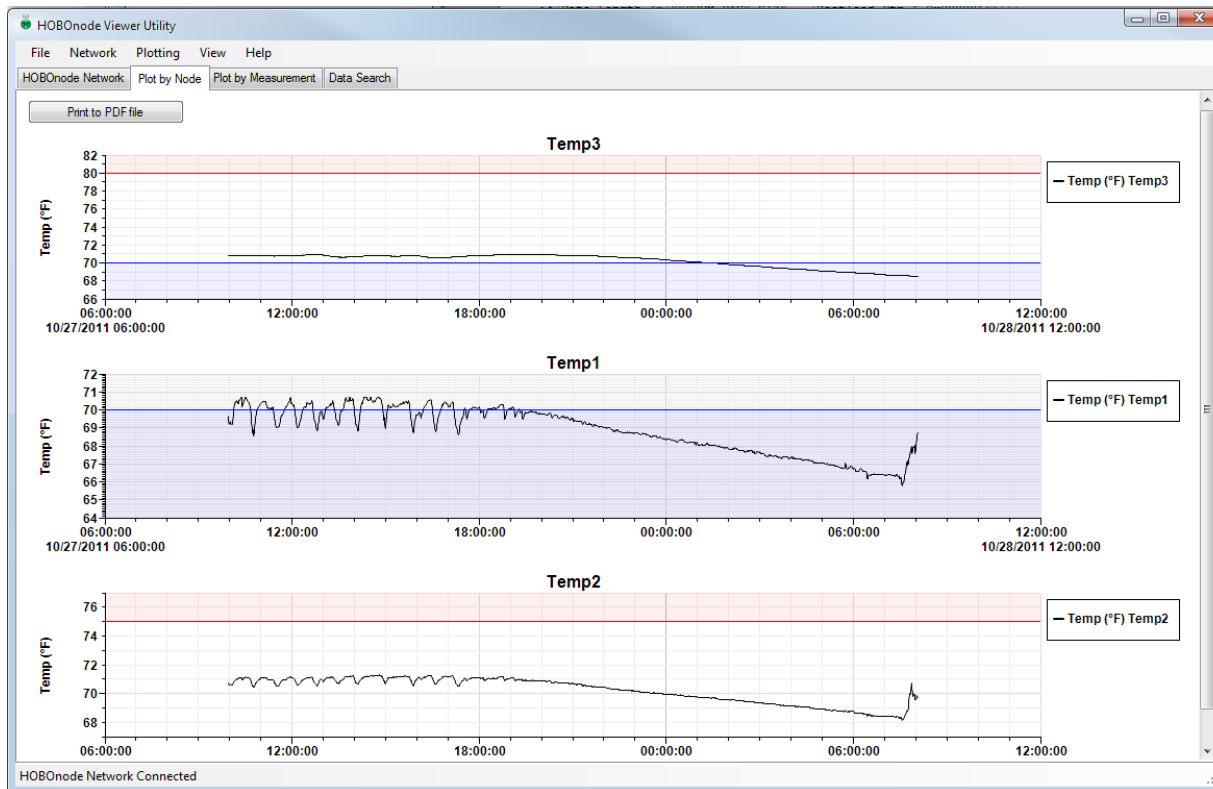 HOBOnode Viewer Utility
File Network Plotting View Help
HOBOnode Network Plot by Node Plot by Measurement Data Search
Print to PDF file
Temp3
82
80
78
76
74
72
70
68
66
Temp (°F)
Temp (°F) Temp3
06:00:00 12:00:00 18:00:00 00:00:00 06:00:00 12:00:00
10/27/2011 06:00:00 10/28/2011 12:00:00
Temp1
72
71
70
69
68
67
66
65
64
Temp (°F)
Temp (°F) Temp1
06:00:00 12:00:00 18:00:00 00:00:00 06:00:00 12:00:00
10/27/2011 06:00:00 10/28/2011 12:00:00
Temp2
76
74
72
70
68
Temp (°F)
Temp (°F) Temp2
06:00:00 12:00:00 18:00:00 00:00:00 06:00:00 12:00:00
HOBOnode Network Connected